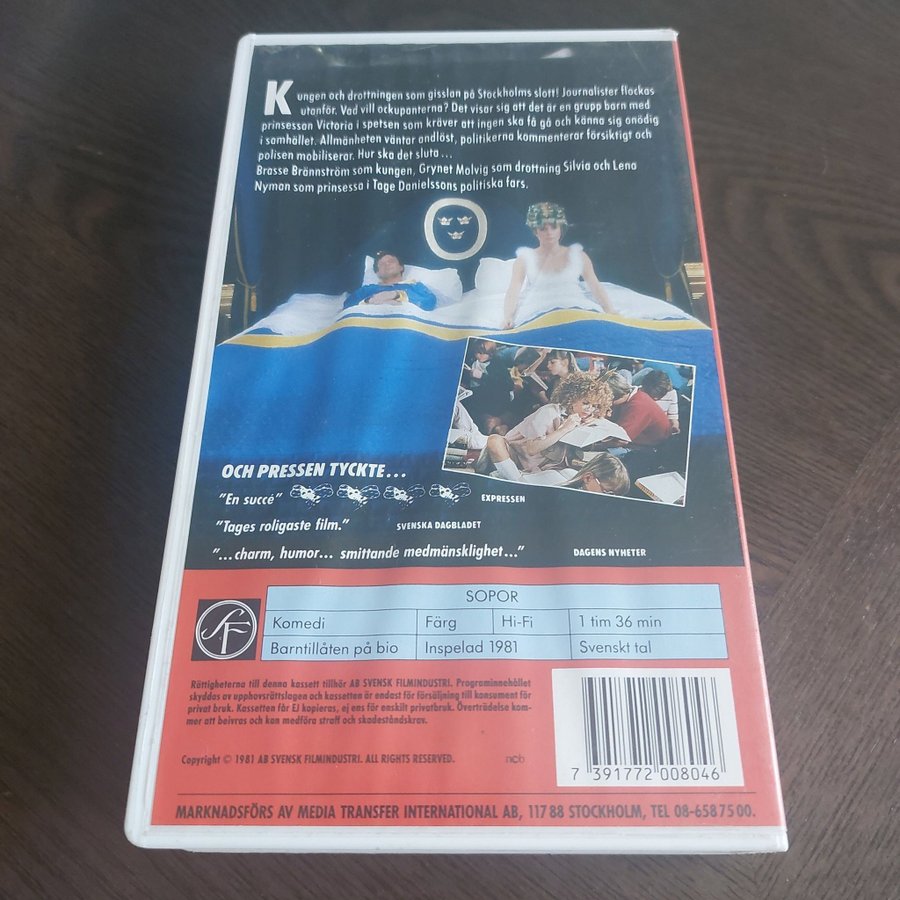 Kungen och drottningen som gisslan på Stockholms slott! Journalister flockas
utanför. Vad vill ockupanterna? Det visar sig att det är en grupp barn med
prinsessan Victoria i spetsen som kräver att ingen ska få gå och känna sig onödig
i samhället. Allmänheten väntar andlöst, politikerna kommenterar försiktigt och
polisen mobiliserar. Hur ska det sluta...
Brasse Brännström som kungen, Grynet Molvig som drottning Silvia och Lena
Nyman som prinsessa i Tage Danielssons politiska fars.
OCH PRESSEN TYCKTE...
"En succé" EXPRESSEN
"Tages roligaste film." SVENSKA DAGBLADET
"...charm, humor... smittande medmänsklighet..." DAGENS NYHETER
SF
SOPOR
Komedi Färg Hi-Fi 1 tim 36 min
Barntillåten på bio Inspelad 1981 Svenskt tal
Rättigheterna till denna kassett tillhör AB SVENSK FILMINDUSTRI. Programinnehållet
skyddas av upphovsrättslagen och kassetten är endast för försäljning till konsument för
privat bruk. Kassetten får EJ kopieras, ej ens för enskilt privatbruk. Överträdelse kom-
mer att beivras och kan medföra straff och skadeståndskrav.
Copyright © 1981 AB SVENSK FILMINDUSTRI. ALL RIGHTS RESERVED. ncb
7 391772 008046
MARKNADSFÖRS AV MEDIA TRANSFER INTERNATIONAL AB, 117 88 STOCKHOLM, TEL 08-658 75 00.